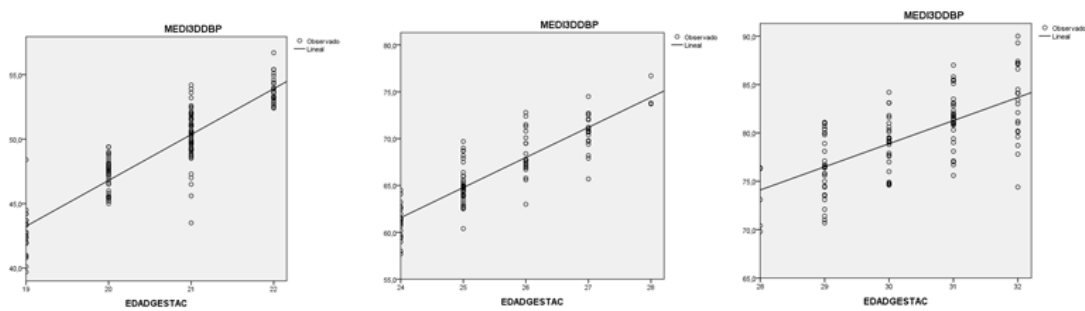 MEDI3DDBP
Observado
Lineal
55,0
50,0
45,0
40,0
19
20
21
22
EDADGESTAC
MEDI3DDBP
Observado
Lineal
80,0
75,0
70,0
65,0
60,0
55,0
24
25
26
27
28
EDADGESTAC
MEDI3DDBP
Observado
Lineal
90,0
85,0
80,0
75,0
70,0
65,0
28
29
30
31
32
EDADGESTAC